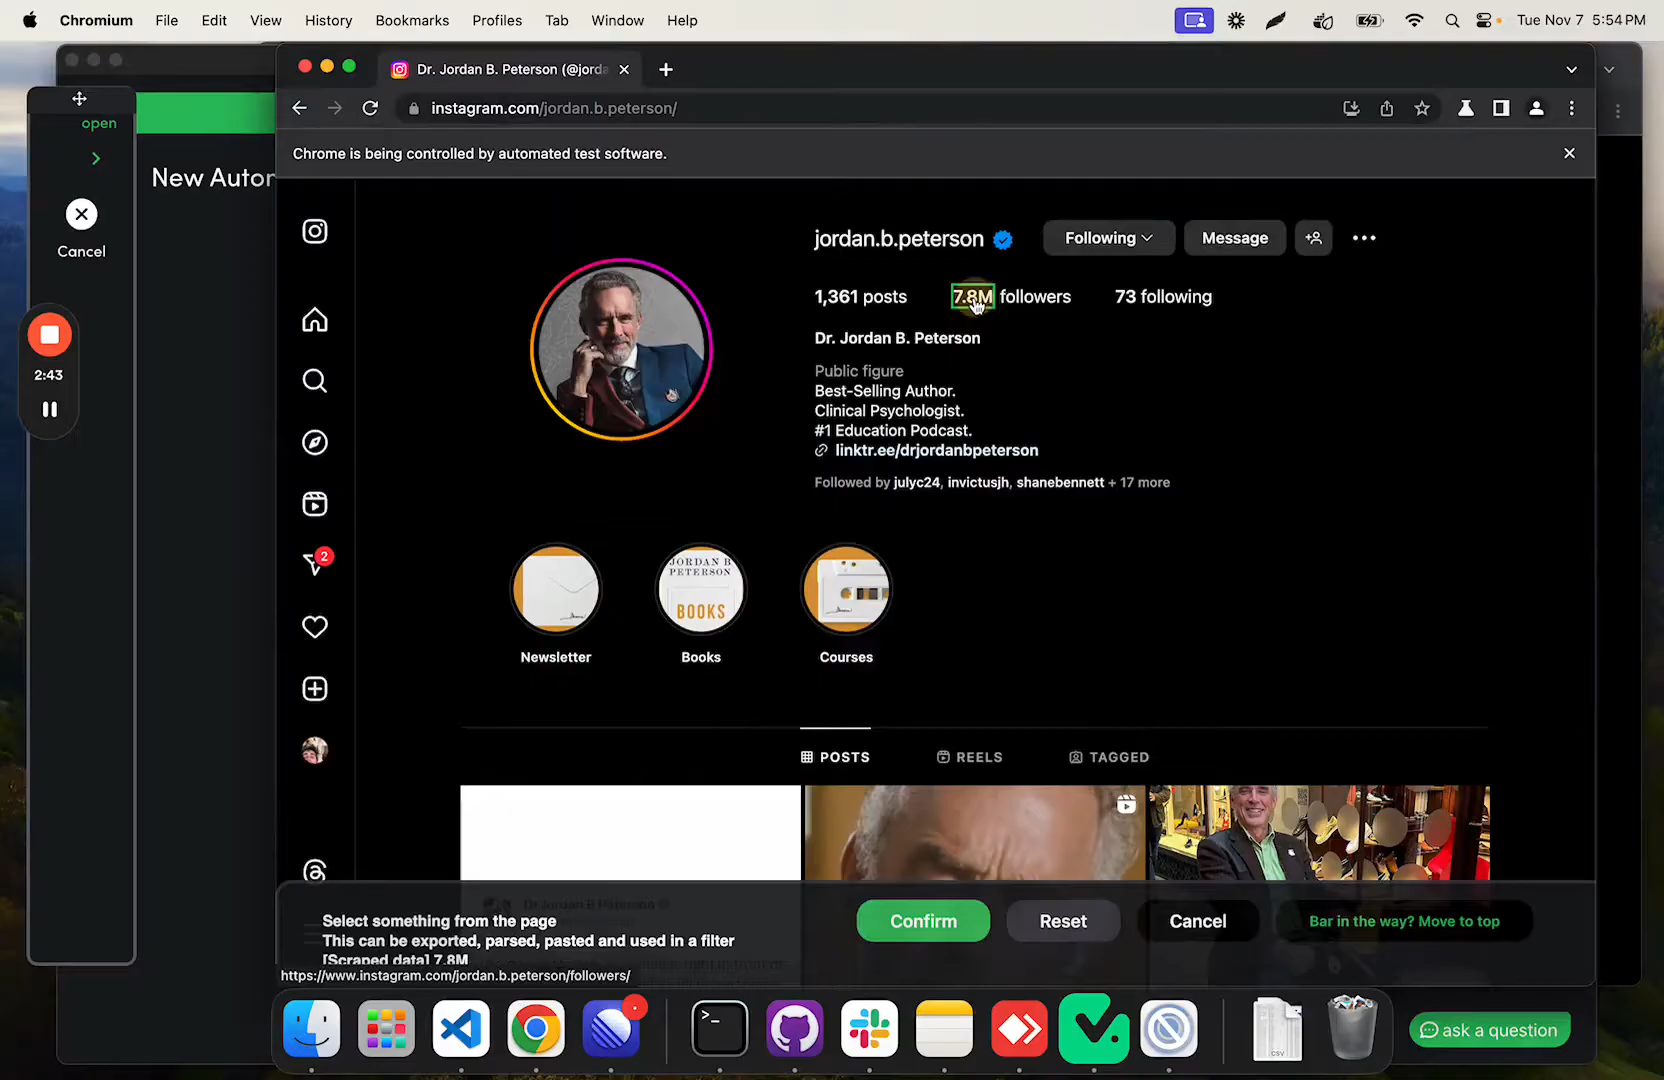 Chromium File Edit View History Bookmarks Profiles Tab Window Help Tue Nov 7 5:54 PM
open
Cancel
2:43
New Autor
Dr. Jordan B. Peterson (@jorda
instagram.com/jordan.b.peterson/
Chrome is being controlled by automated test software.
jordan.b.peterson Following Message
1,361 posts 7.8M followers 73 following
Dr. Jordan B. Peterson
Public figure
Best-Selling Author.
Clinical Psychologist.
#1 Education Podcast.
linktr.ee/drjordanbpeterson
Followed by julyc24, invictusjh, shanebennett + 17 more
2
JORDAN B
PETERSON
BOOKS
Newsletter Books Courses
POSTS REELS TAGGED
Dr Jordan B Peterson
Select something from the page
This can be exported, parsed, pasted and used in a filter
[Scraped data] 7.8M
Confirm Reset Cancel Bar in the way? Move to top
https://www.instagram.com/jordan.b.peterson/followers/
>_
CSV
ask a question